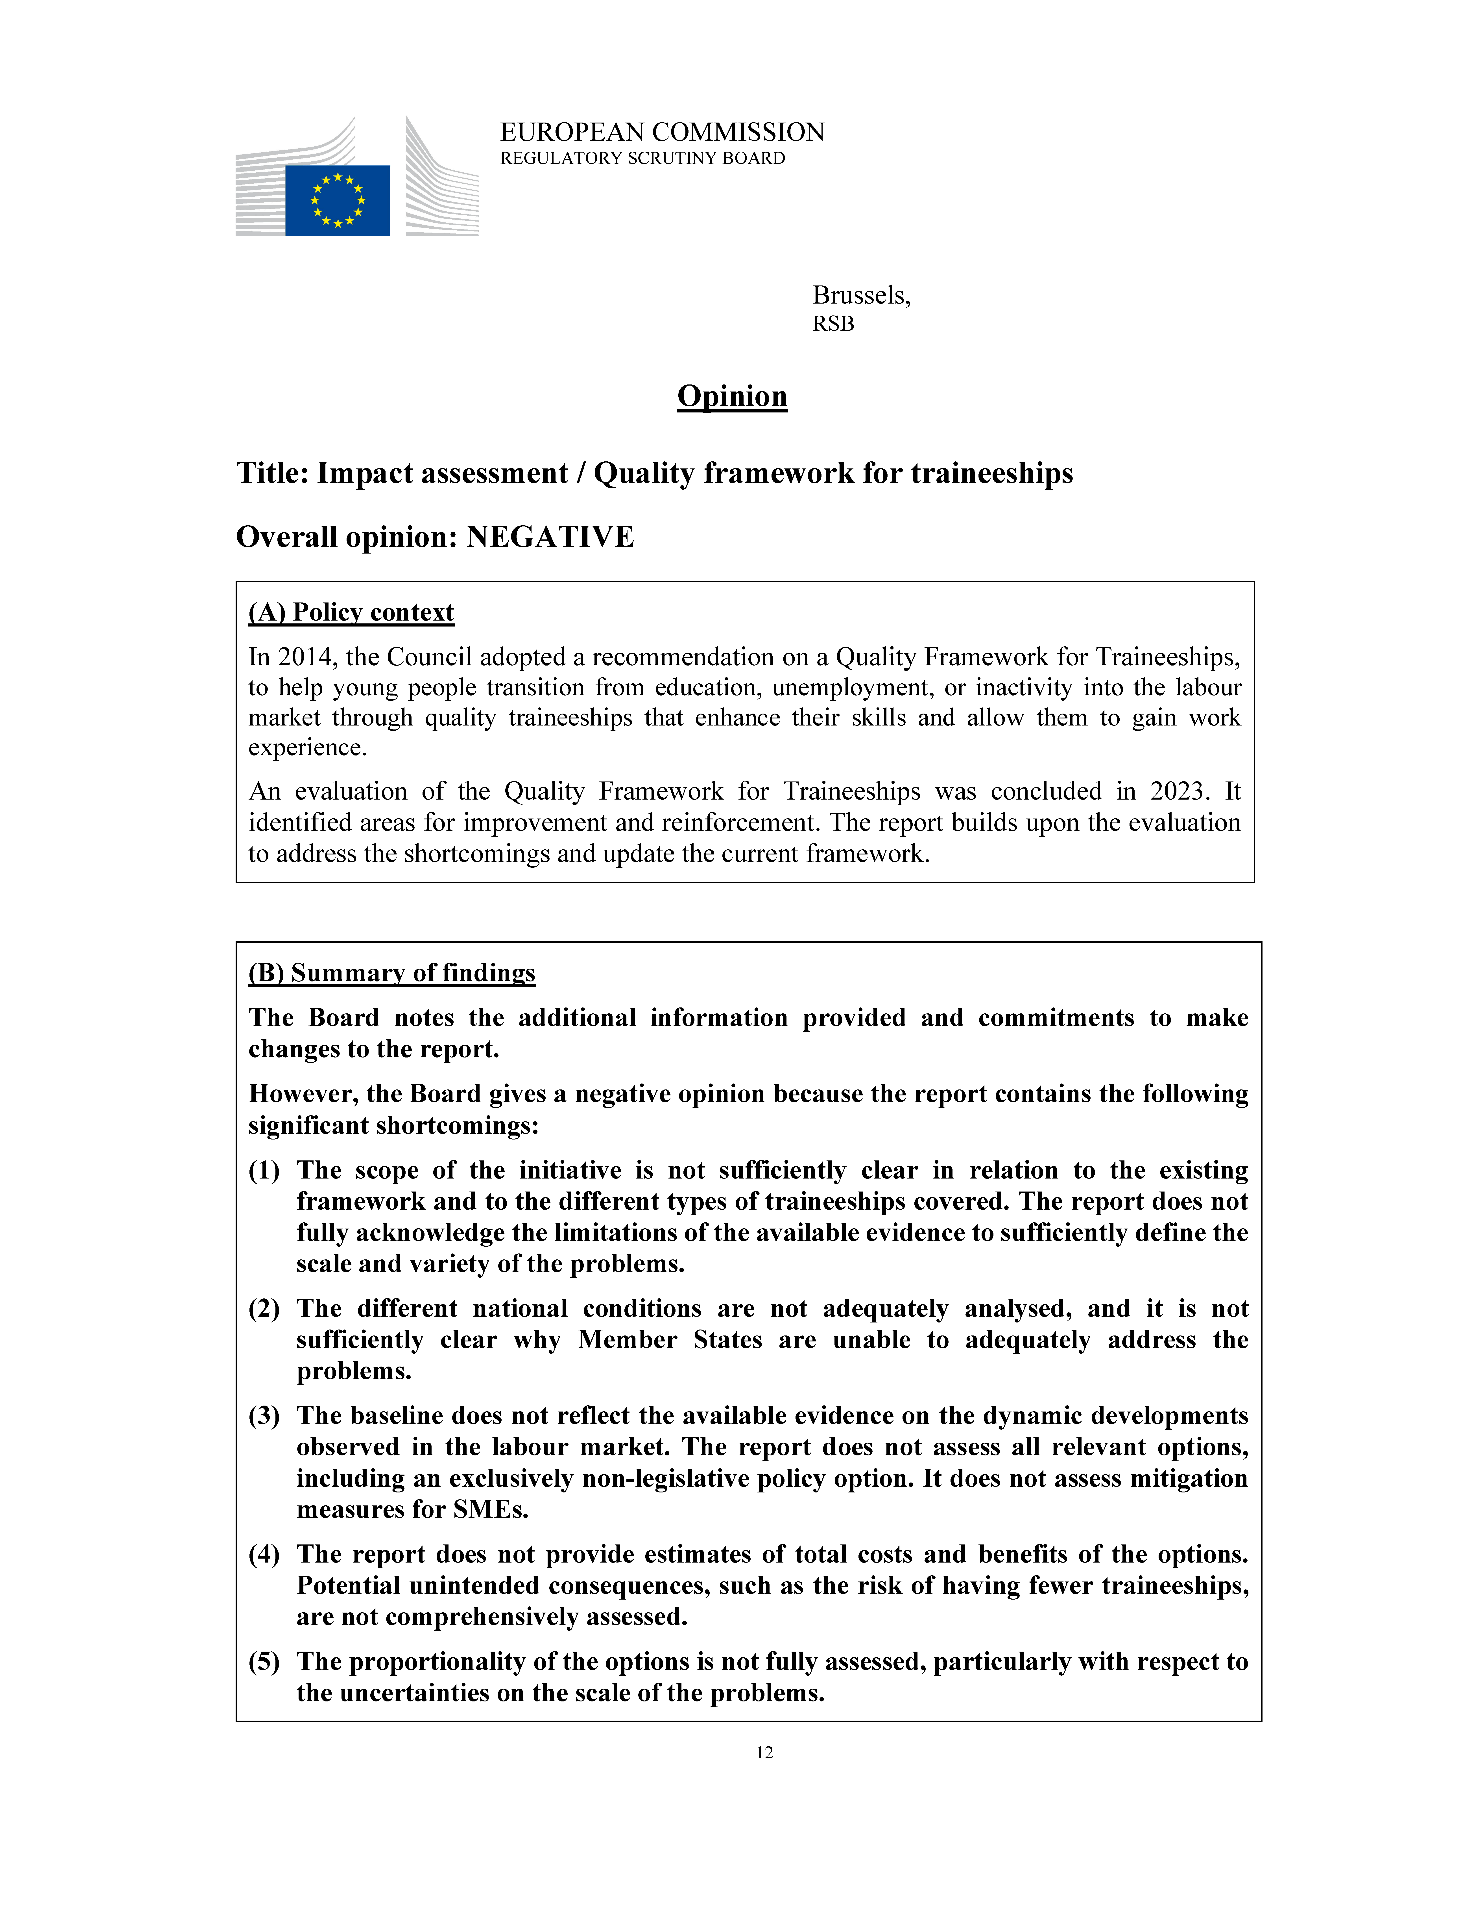 EUROPEAN COMMISSION
REGULATORY SCRUTINY BOARD
Brussels,
RSB
Opinion
Title: Impact assessment / Quality framework for traineeships
Overall opinion: NEGATIVE
(A) Policy context
In 2014, the Council adopted a recommendation on a Quality Framework for Traineeships,
to help young people transition from education, unemployment, or inactivity into the labour
market through quality traineeships that enhance their skills and allow them to gain work
experience.
An evaluation of the Quality Framework for Traineeships was concluded in 2023. It
identified areas for improvement and reinforcement. The report builds upon the evaluation
to address the shortcomings and update the current framework.
(B) Summary of findings
The Board notes the additional information provided and commitments to make
changes to the report.
However, the Board gives a negative opinion because the report contains the following
significant shortcomings:
(1) The scope of the initiative is not sufficiently clear in relation to the existing
framework and to the different types of traineeships covered. The report does not
fully acknowledge the limitations of the available evidence to sufficiently define the
scale and variety of the problems.
(2) The different national conditions are not adequately analysed, and it is not
sufficiently clear why Member States are unable to adequately address the
problems.
(3) The baseline does not reflect the available evidence on the dynamic developments
observed in the labour market. The report does not assess all relevant options,
including an exclusively non-legislative policy option. It does not assess mitigation
measures for SMEs.
(4) The report does not provide estimates of total costs and benefits of the options.
Potential unintended consequences, such as the risk of having fewer traineeships,
are not comprehensively assessed.
(5) The proportionality of the options is not fully assessed, particularly with respect to
the uncertainties on the scale of the problems.
12